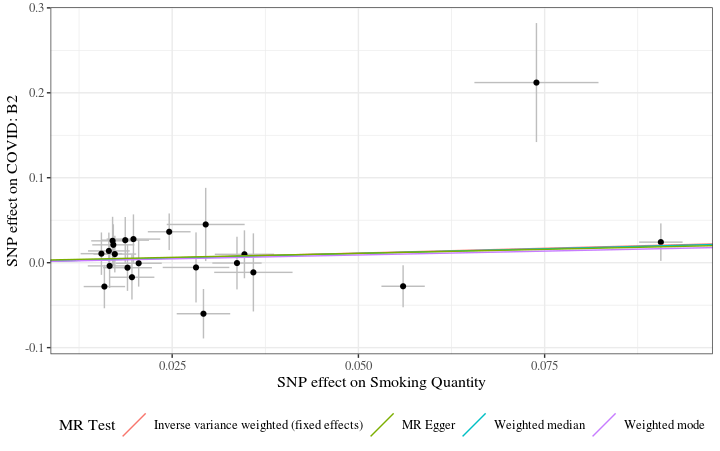 0.3
0.2
0.1
0.0
-0.1
SNP effect on COVID: B2
0.025 0.050 0.075
SNP effect on Smoking Quantity
MR Test Inverse variance weighted (fixed effects) MR Egger Weighted median Weighted mode